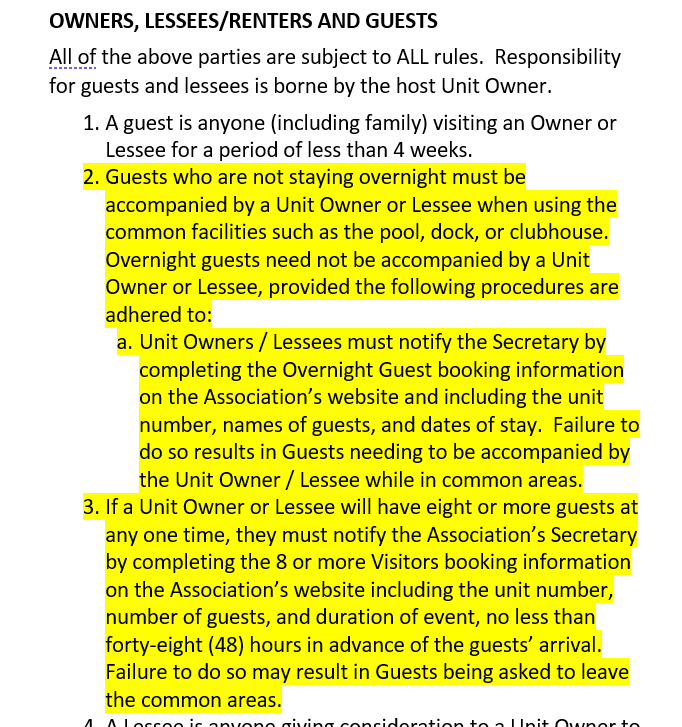 OWNERS, LESSEES/RENTERS AND GUESTS
All of the above parties are subject to ALL rules.  Responsibility
for guests and lessees is borne by the host Unit Owner.
1. A guest is anyone (including family) visiting an Owner or
Lessee for a period of less than 4 weeks.
2. Guests who are not staying overnight must be
accompanied by a Unit Owner or Lessee when using the
common facilities such as the pool, dock, or clubhouse.
Overnight guests need not be accompanied by a Unit
Owner or Lessee, provided the following procedures are
adhered to:
a. Unit Owners / Lessees must notify the Secretary by
completing the Overnight Guest booking information
on the Association’s website and including the unit
number, names of guests, and dates of stay.  Failure to
do so results in Guests needing to be accompanied by
the Unit Owner / Lessee while in common areas.
3. If a Unit Owner or Lessee will have eight or more guests at
any one time, they must notify the Association’s Secretary
by completing the 8 or more Visitors booking information
on the Association’s website including the unit number,
number of guests, and duration of event, no less than
forty-eight (48) hours in advance of the guests’ arrival.
Failure to do so may result in Guests being asked to leave
the common areas.
4. A Lessee is anyone giving consideration to a Unit Owner to